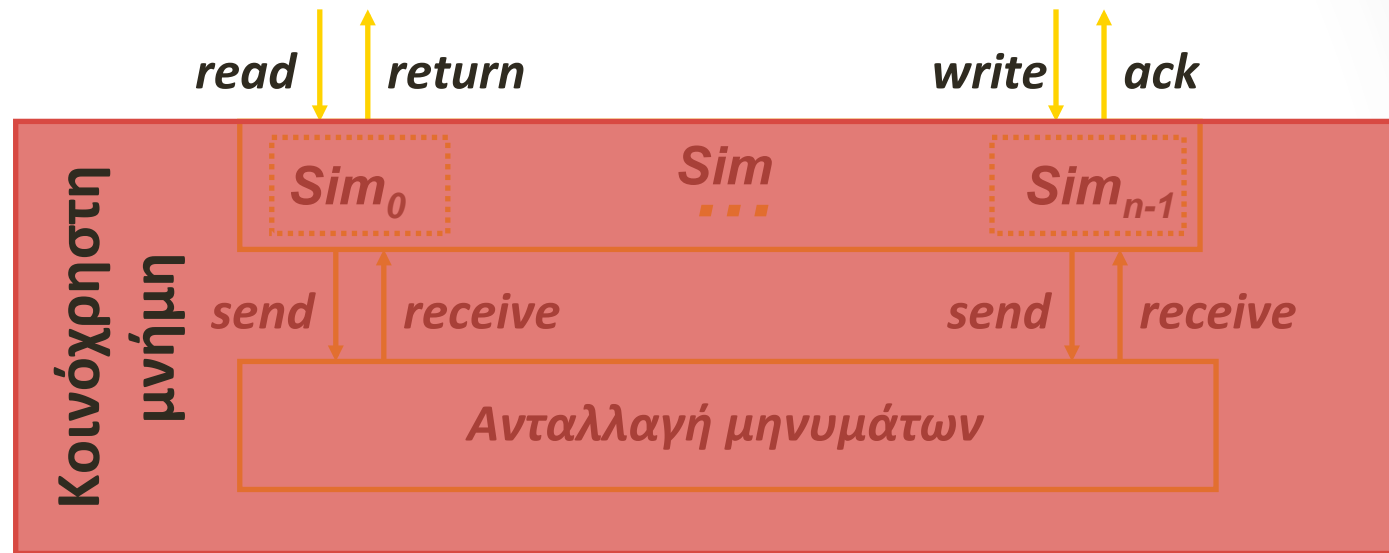 read return write ack
Κοινόχρηστη
μνήμη
Sim₀ Sim Simₙ₋₁
...
send receive send receive
Ανταλλαγή μηνυμάτων